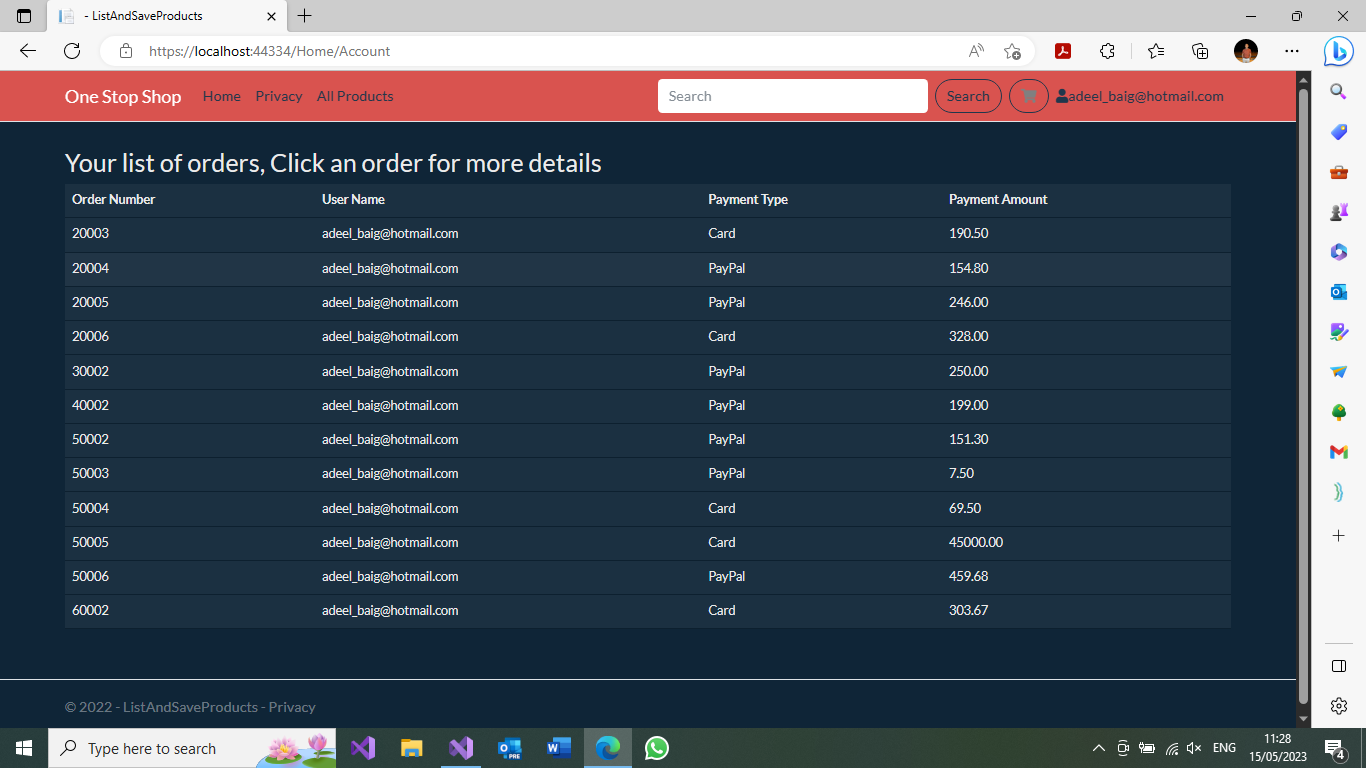 - ListAndSaveProducts
https://localhost:44334/Home/Account
One Stop Shop Home Privacy All Products Search Search adeel_baig@hotmail.com
Your list of orders, Click an order for more details
Order Number User Name Payment Type Payment Amount
20003 adeel_baig@hotmail.com Card 190.50
20004 adeel_baig@hotmail.com PayPal 154.80
20005 adeel_baig@hotmail.com PayPal 246.00
20006 adeel_baig@hotmail.com Card 328.00
30002 adeel_baig@hotmail.com PayPal 250.00
40002 adeel_baig@hotmail.com PayPal 199.00
50002 adeel_baig@hotmail.com PayPal 151.30
50003 adeel_baig@hotmail.com PayPal 7.50
50004 adeel_baig@hotmail.com Card 69.50
50005 adeel_baig@hotmail.com Card 45000.00
50006 adeel_baig@hotmail.com PayPal 459.68
60002 adeel_baig@hotmail.com Card 303.67
© 2022 - ListAndSaveProducts - Privacy
Type here to search PRE ENG 11:28
15/05/2023 4